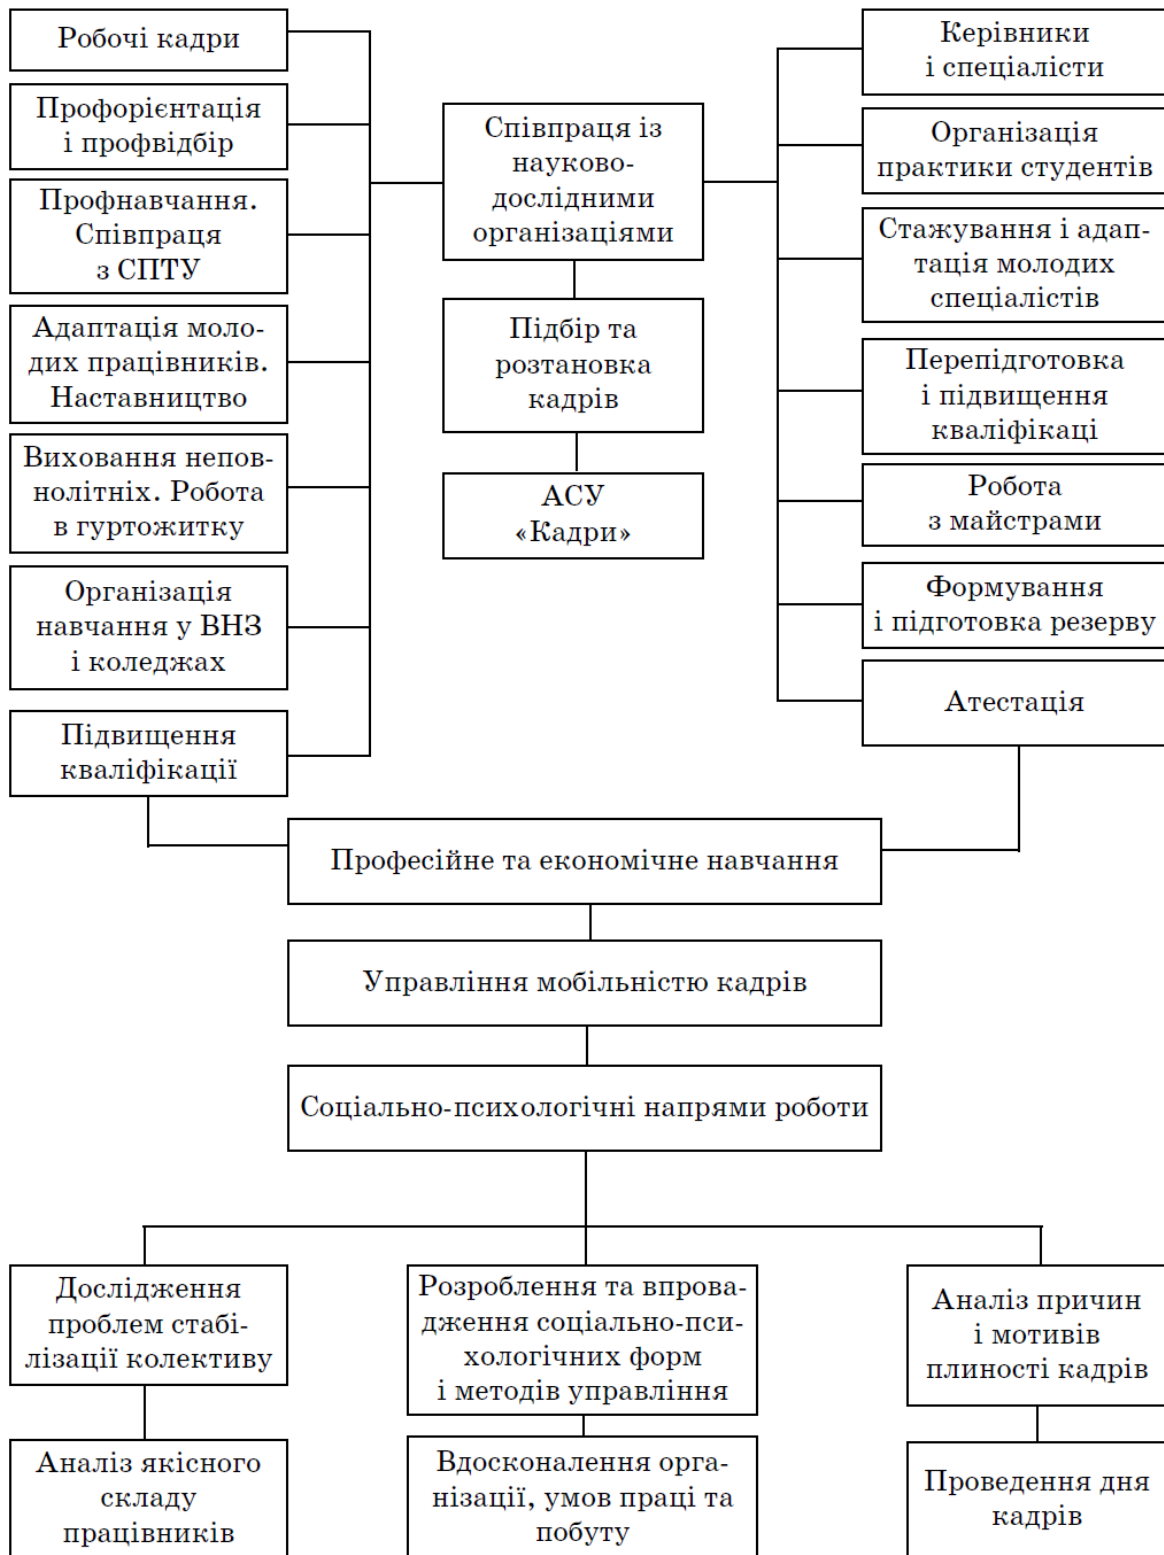 Робочі кадри
Профорієнтація
і профвідбір
Профнавчання.
Співпраця
з СПТУ
Адаптація моло-
дих працівників.
Наставництво
Виховання непов-
нолітніх. Робота
в гуртожитку
Організація
навчання у ВНЗ
і коледжах
Підвищення
кваліфікації
Співпраця із
науково-
дослідними
організаціями
Підбір та
розтановка
кадрів
АСУ
«Кадри»
Керівники
і спеціалісти
Організація
практики студентів
Стажування і адап-
тація молодих
спеціалістів
Перепідготовка
і підвищення
кваліфікаці
Робота
з майстрами
Формування
і підготовка резерву
Атестація
Професійне та економічне навчання
Управління мобільністю кадрів
Соціально-психологічні напрями роботи
Дослідження
проблем стабі-
лізації колективу
Розроблення та впрова-
дження соціально-пси-
хологічних форм
і методів управління
Аналіз причин
і мотивів
плиності кадрів
Аналіз якісного
складу
працівників
Вдосконалення орга-
нізації, умов праці та
побуту
Проведення дня
кадрів